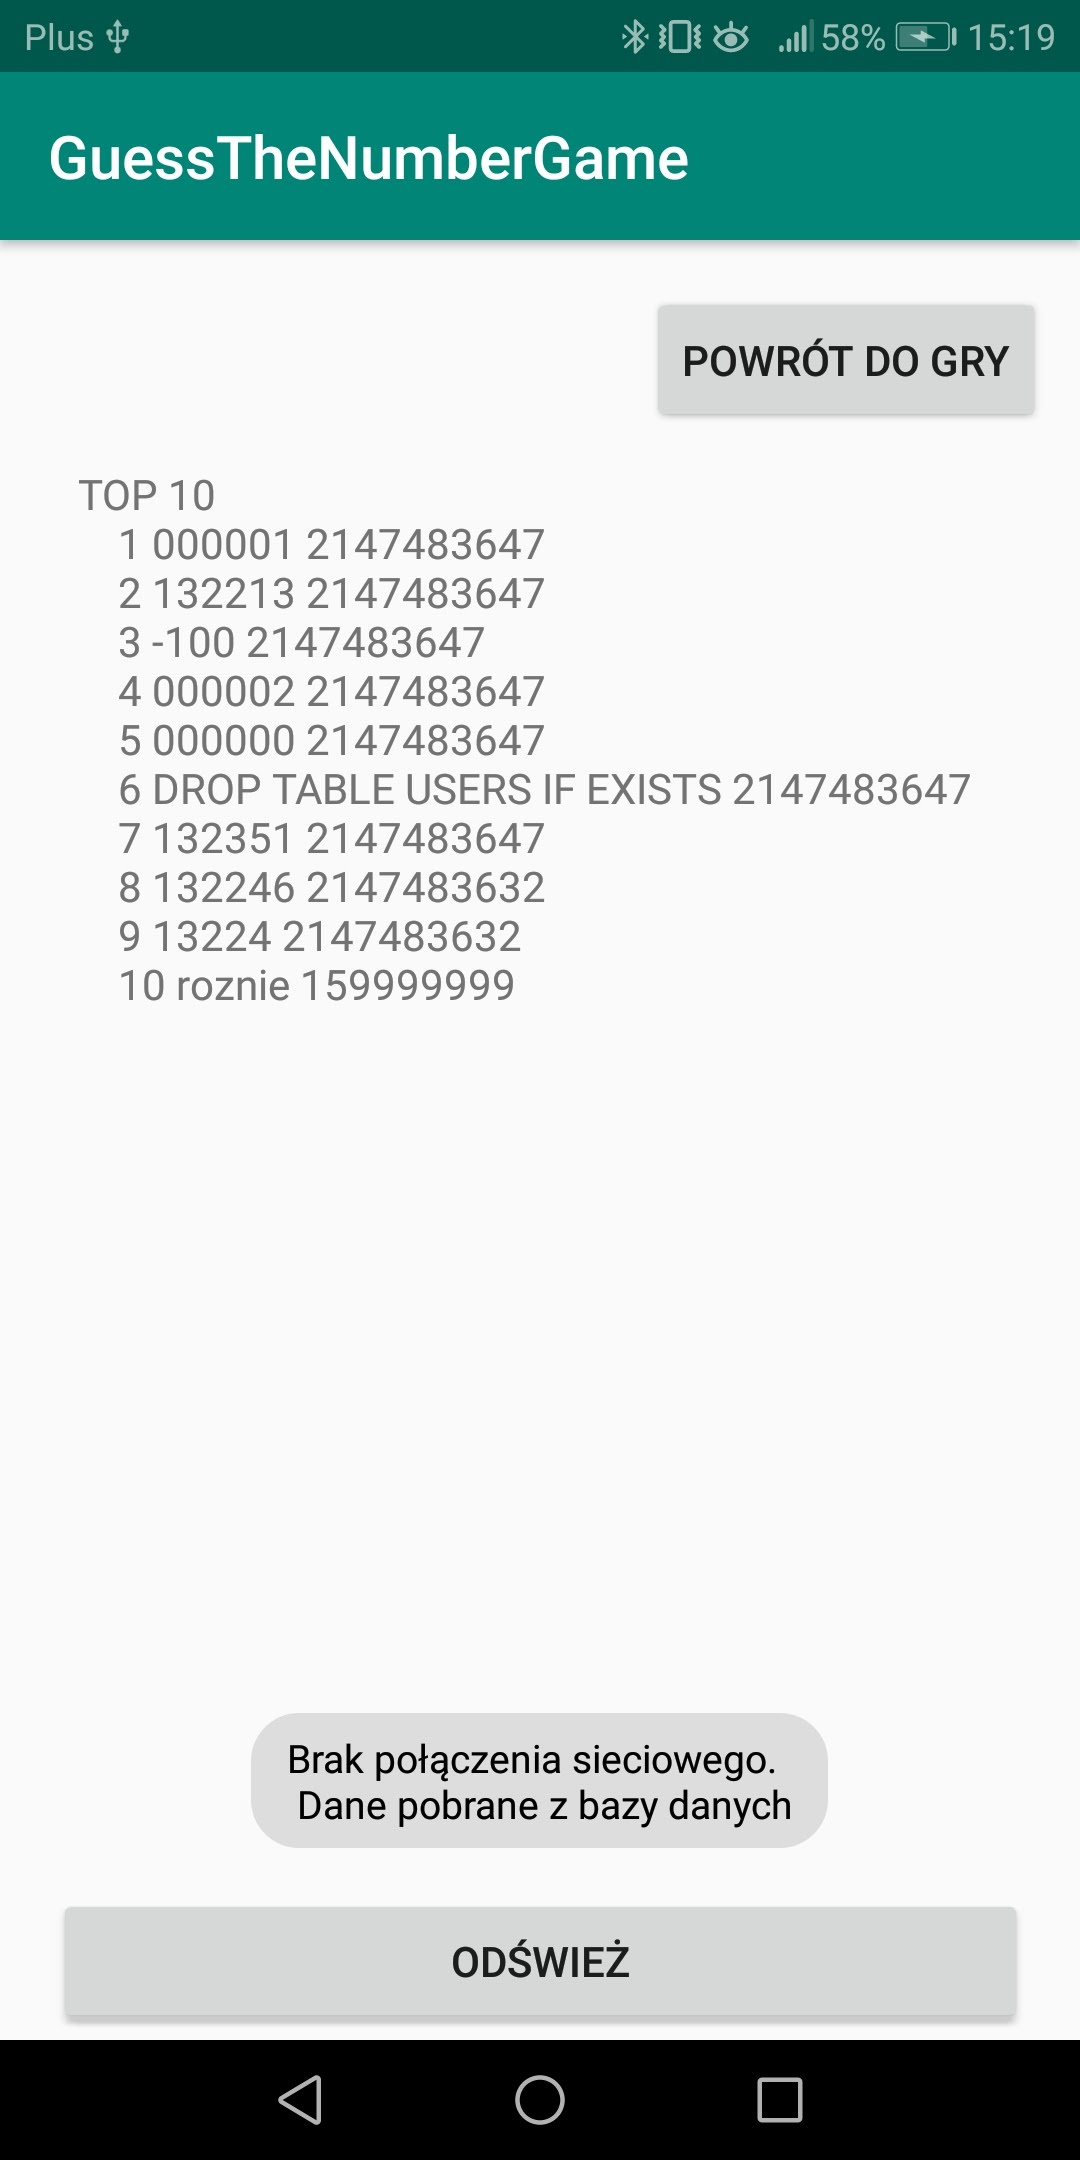 Plus 58% 15:19
GuessTheNumberGame
POWRÓT DO GRY
TOP 10
1 000001 2147483647
2 132213 2147483647
3 -100 2147483647
4 000002 2147483647
5 000000 2147483647
6 DROP TABLE USERS IF EXISTS 2147483647
7 132351 2147483647
8 132246 2147483632
9 13224 2147483632
10 roznie 159999999
Brak połączenia sieciowego.
Dane pobrane z bazy danych
ODŚWIEŻ